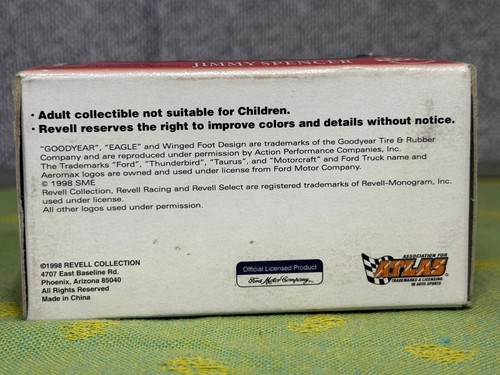 JIMMY SPENCER
• Adult collectible not suitable for Children.
• Revell reserves the right to improve colors and details without notice.
"GOODYEAR", "EAGLE" and Winged Foot Design are trademarks of the Goodyear Tire & Rubber
Company and are reproduced under permission by Action Performance Companies, Inc.
The Trademarks "Ford", "Thunderbird", "Taurus", and "Motorcraft" and Ford Truck name and
Aeromax logos are owned and used under license from Ford Motor Company.
© 1998 SME
Revell Collection, Revell Racing and Revell Select are registered trademarks of Revell-Monogram, Inc.
used under license.
All other logos used under permission.
©1998 REVELL COLLECTION
4707 East Baseline Rd.
Phoenix, Arizona 85040
All Rights Reserved
Made in China
Official Licensed Product
Ford Motor Company
ASSOCIATION FOR
ATLAS
TRADEMARKS & LICENSING
IN AUTO SPORTS